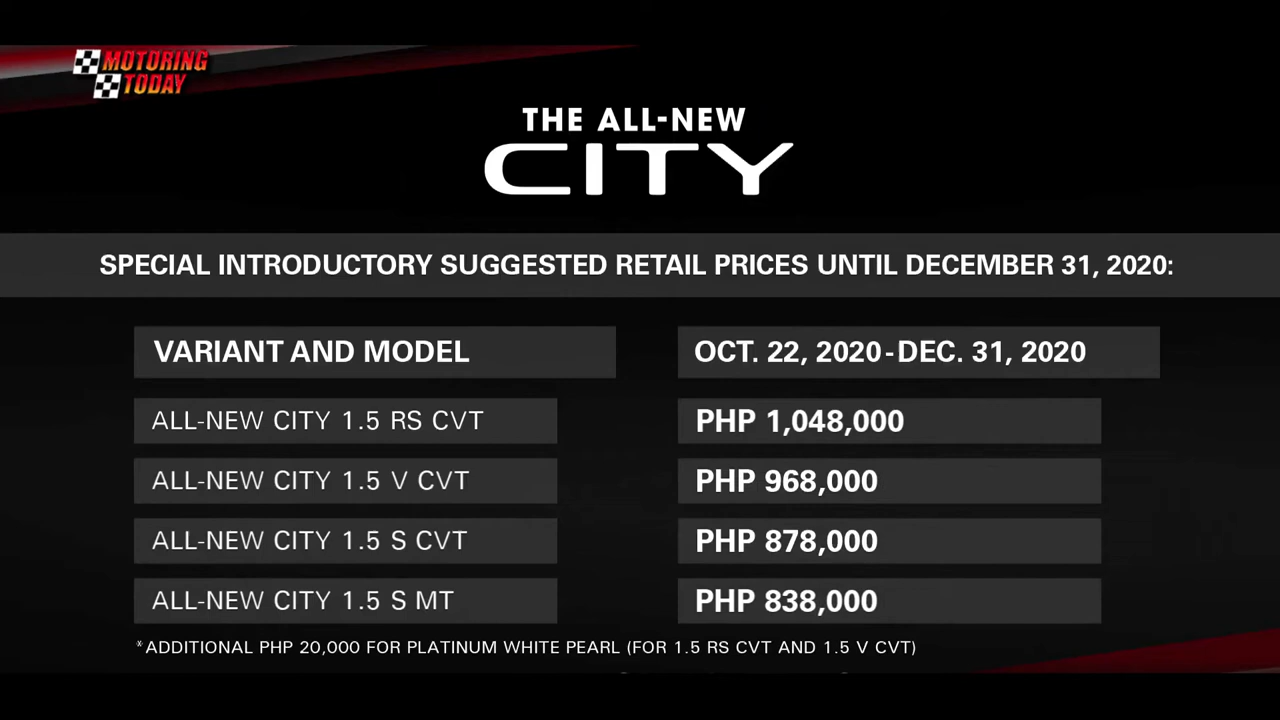 MOTORING
TODAY
THE ALL-NEW
CITY
SPECIAL INTRODUCTORY SUGGESTED RETAIL PRICES UNTIL DECEMBER 31, 2020:
VARIANT AND MODEL OCT. 22, 2020-DEC. 31, 2020
ALL-NEW CITY 1.5 RS CVT PHP 1,048,000
ALL-NEW CITY 1.5 V CVT PHP 968,000
ALL-NEW CITY 1.5 S CVT PHP 878,000
ALL-NEW CITY 1.5 S MT PHP 838,000
*ADDITIONAL PHP 20,000 FOR PLATINUM WHITE PEARL (FOR 1.5 RS CVT AND 1.5 V CVT)